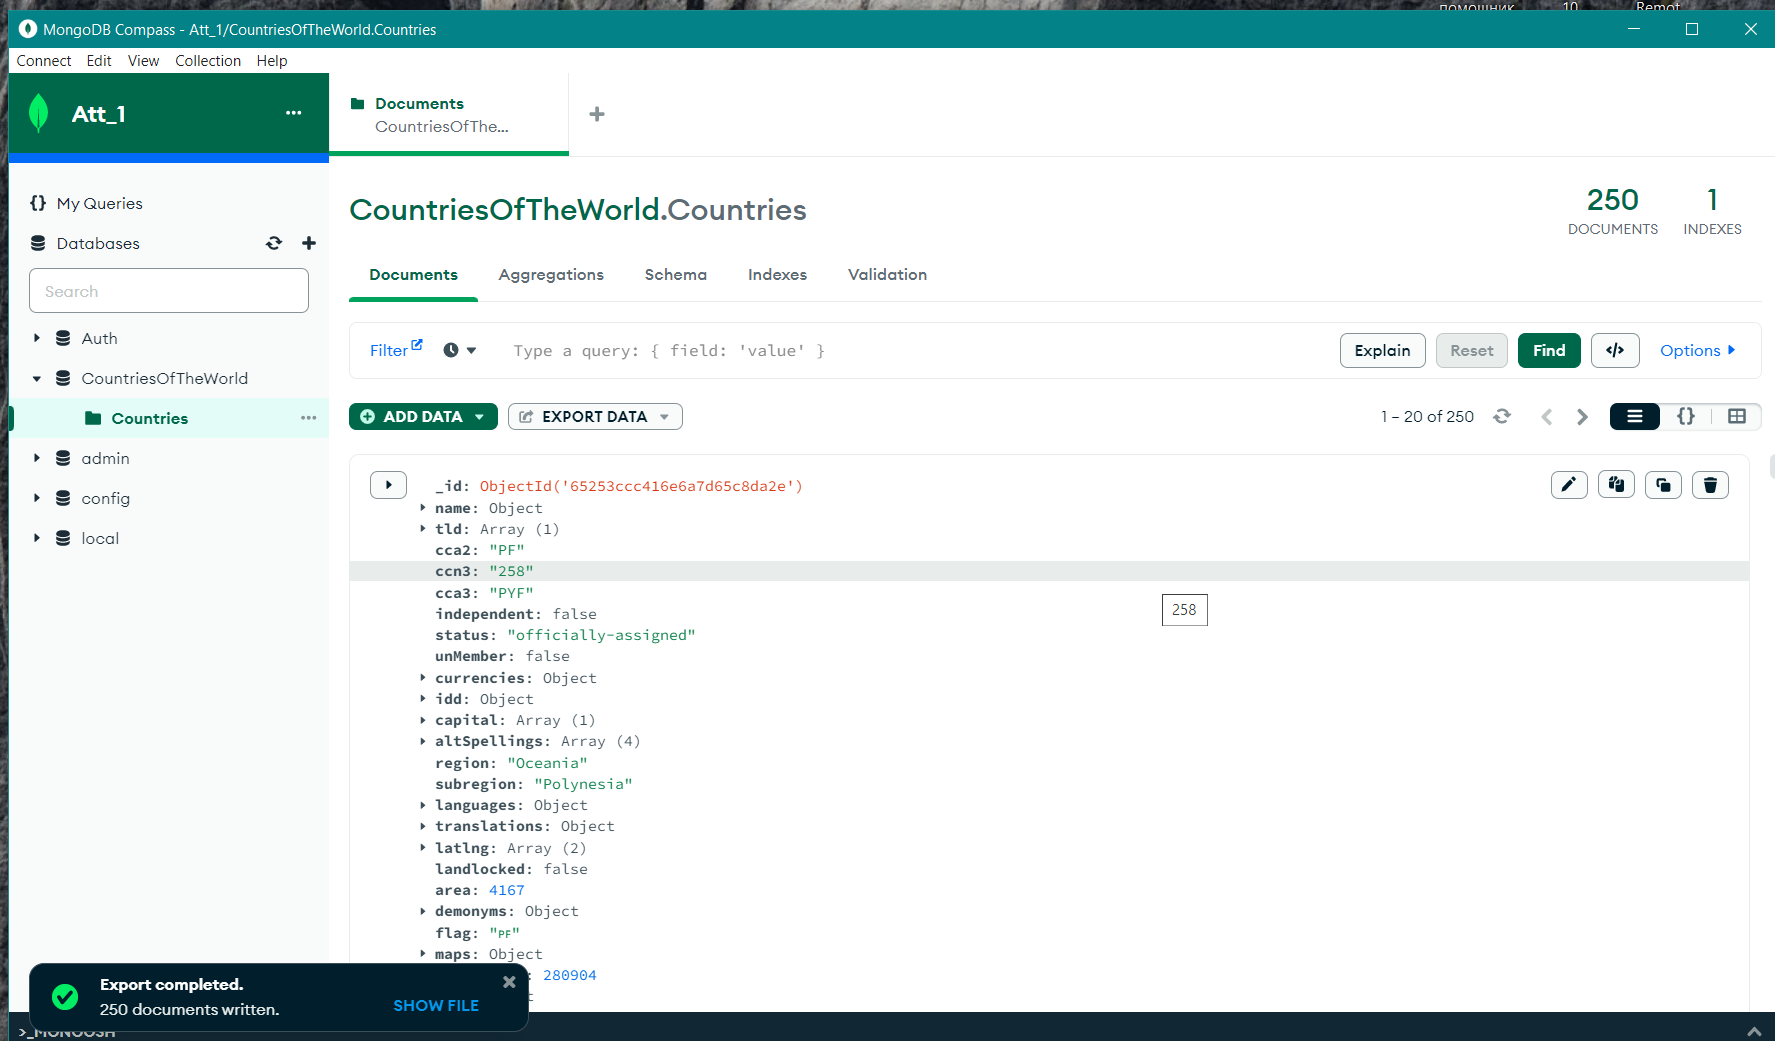 помощник 10 Remot
MongoDB Compass - Att_1/CountriesOfTheWorld.Countries
Connect Edit View Collection Help
Att_1
Documents
CountriesOfThe...
My Queries
Databases
Search
Auth
CountriesOfTheWorld
Countries
admin
config
local
CountriesOfTheWorld.Countries
250
DOCUMENTS
1
INDEXES
Documents Aggregations Schema Indexes Validation
Filter
Type a query: { field: 'value' }
Explain Reset Find </> Options
ADD DATA EXPORT DATA
1 – 20 of 250
{}
_id: ObjectId('65253ccc416e6a7d65c8da2e')
name: Object
tld: Array (1)
cca2: "PF"
ccn3: "258"
cca3: "PYF"
258
independent: false
status: "officially-assigned"
unMember: false
currencies: Object
idd: Object
capital: Array (1)
altSpellings: Array (4)
region: "Oceania"
subregion: "Polynesia"
languages: Object
translations: Object
latlng: Array (2)
landlocked: false
area: 4167
demonyms: Object
flag: "PF"
maps: Object
: 280904
Export completed.
250 documents written.
SHOW FILE
>_MONGOSH